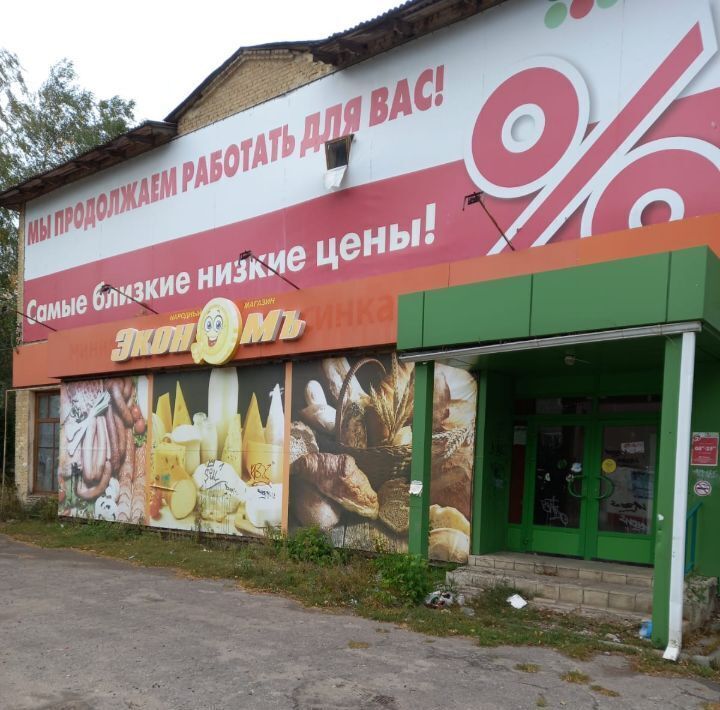 МЫ ПРОДОЛЖАЕМ РАБОТАТЬ ДЛЯ ВАС!
%
Самые близкие низкие цены!
НАРОДНЫЙ МАГАЗИН
ЭКОНОМЪ